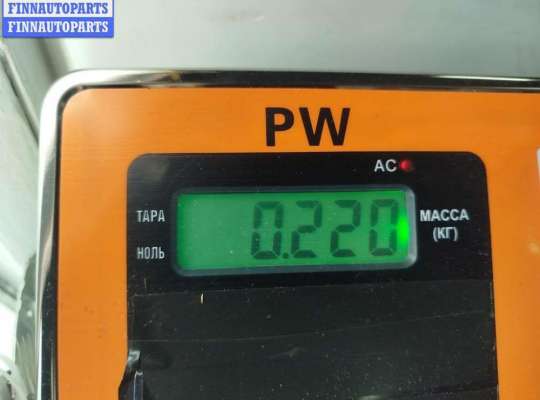 FINNAUTOPARTS
FINNAUTOPARTS
PW
AC
ТАРА
0.220
МАССА
(КГ)
НОЛЬ